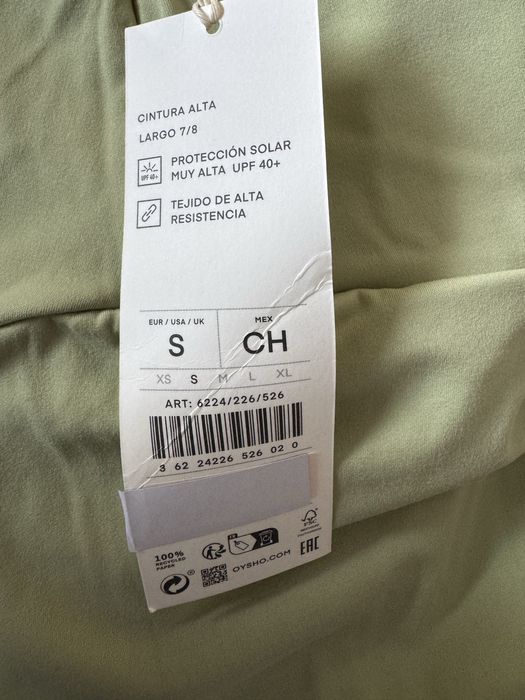 CINTURA ALTA
LARGO 7/8
UPF 40+
PROTECCIÓN SOLAR
MUY ALTA UPF 40+
TEJIDO DE ALTA
RESISTENCIA
EUR / USA / UK
MEX
S
CH
XS S M L XL
ART: 6224/226/526
3 62 24226 526 02 0
100%
RECYCLED
PAPER
FR
OYSHO.COM
FSC
EAC